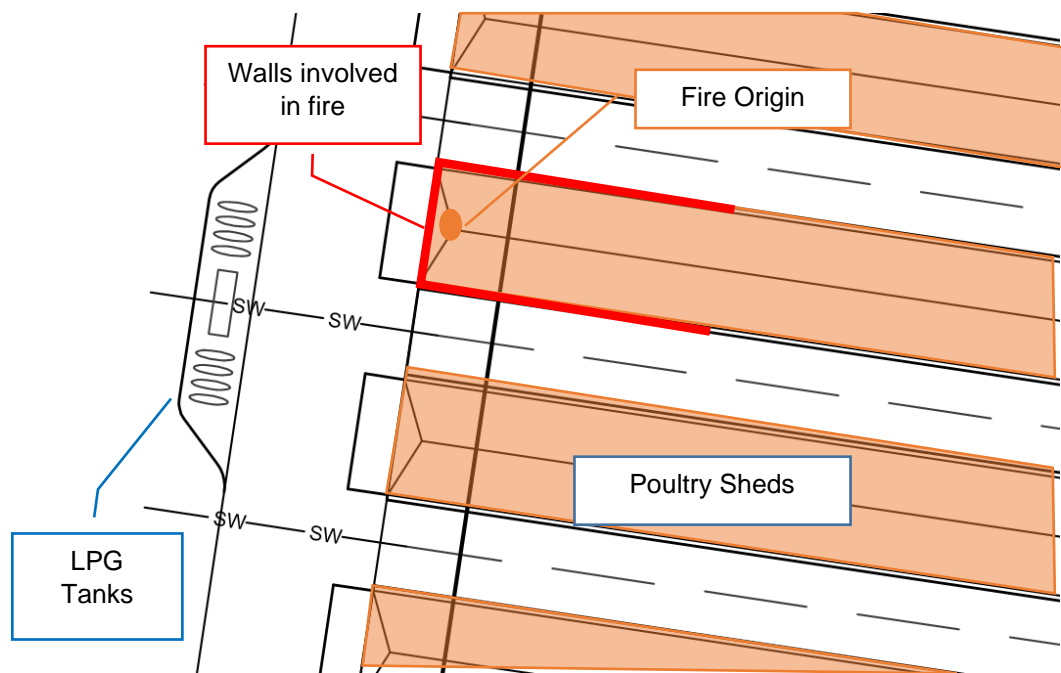 Walls involved
in fire
Fire Origin
SW
SW
Poultry Sheds
SW
SW
LPG
Tanks